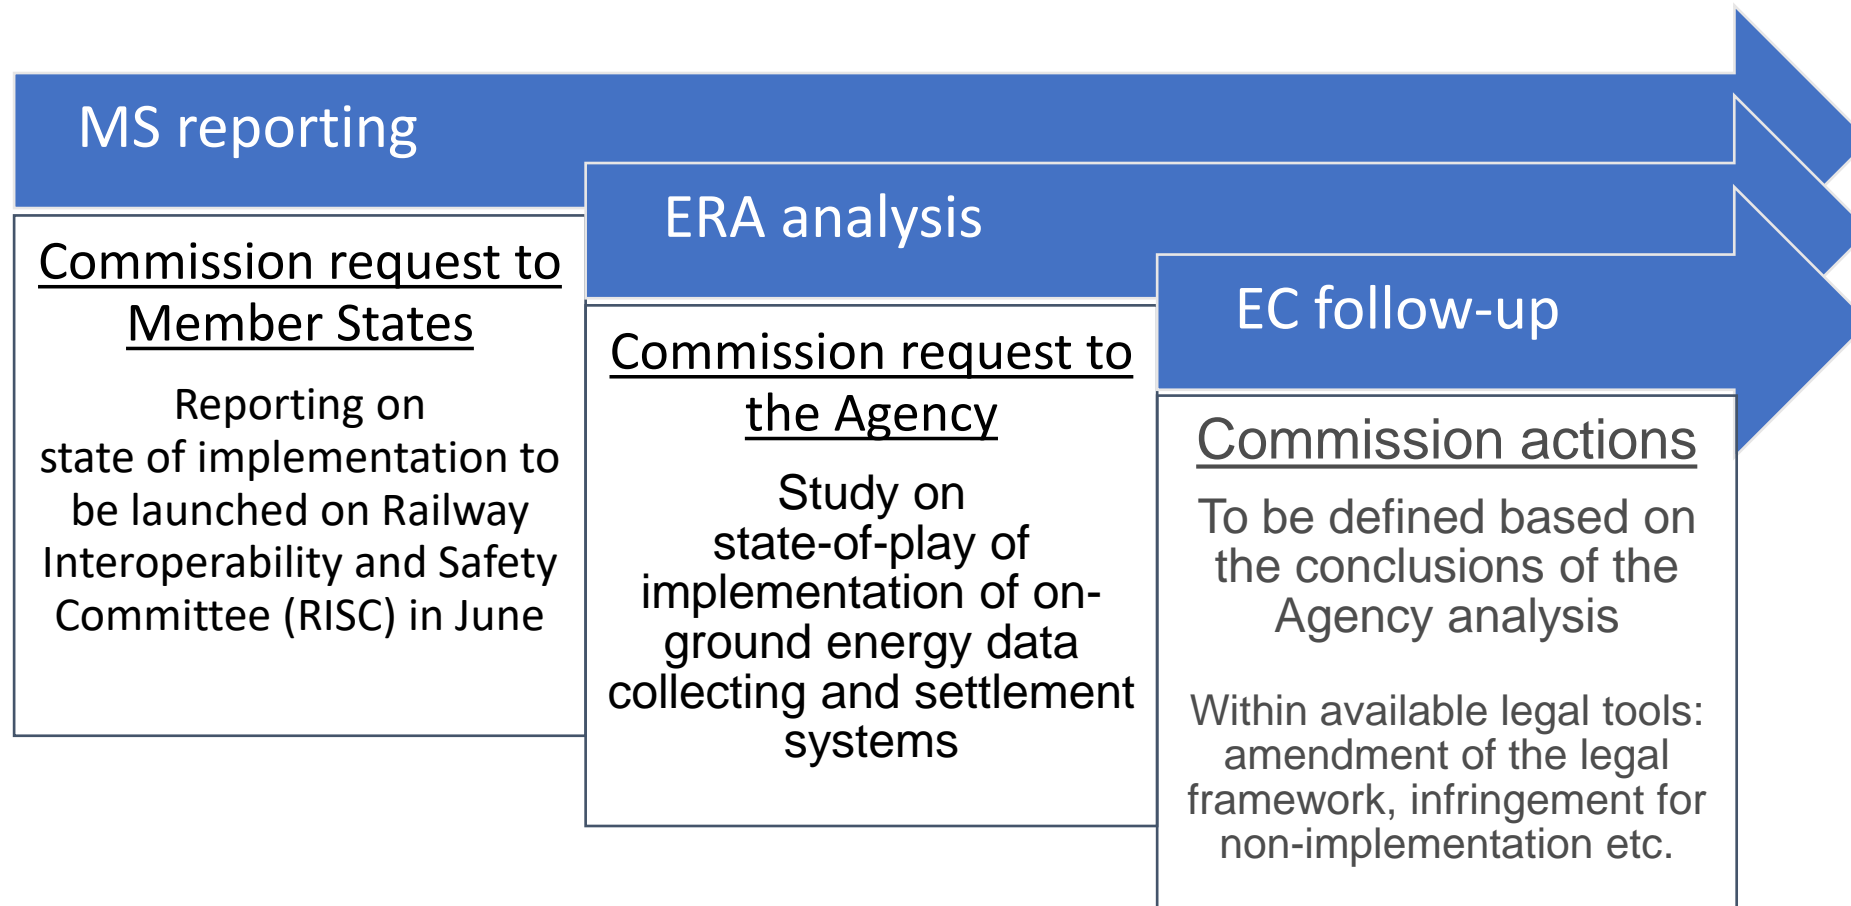 MS reporting
Commission request to
Member States
Reporting on
state of implementation to
be launched on Railway
Interoperability and Safety
Committee (RISC) in June
ERA analysis
Commission request to
the Agency
Study on
state-of-play of
implementation of on-
ground energy data
collecting and settlement
systems
EC follow-up
Commission actions
To be defined based on
the conclusions of the
Agency analysis
Within available legal tools:
amendment of the legal
framework, infringement for
non-implementation etc.